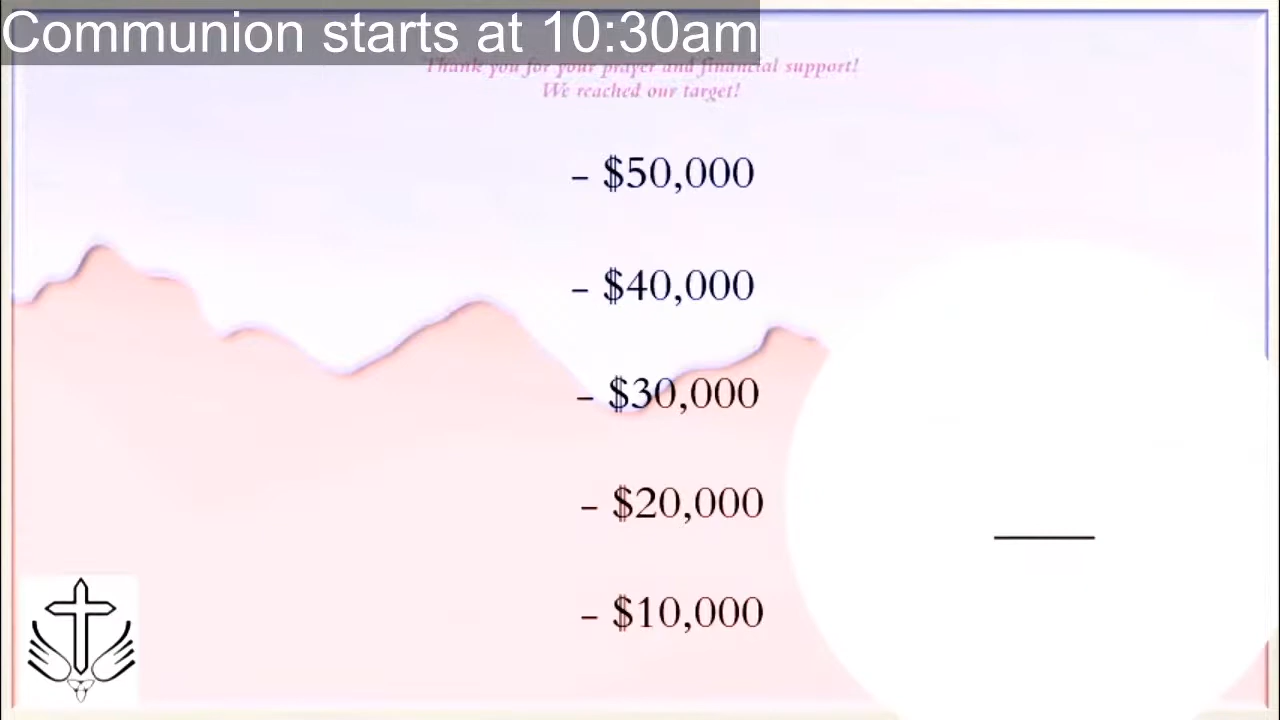 Communion starts at 10:30am
Thank you for your prayer and financial support!
We reached our target!
– $50,000
– $40,000
– $30,000
– $20,000
– $10,000